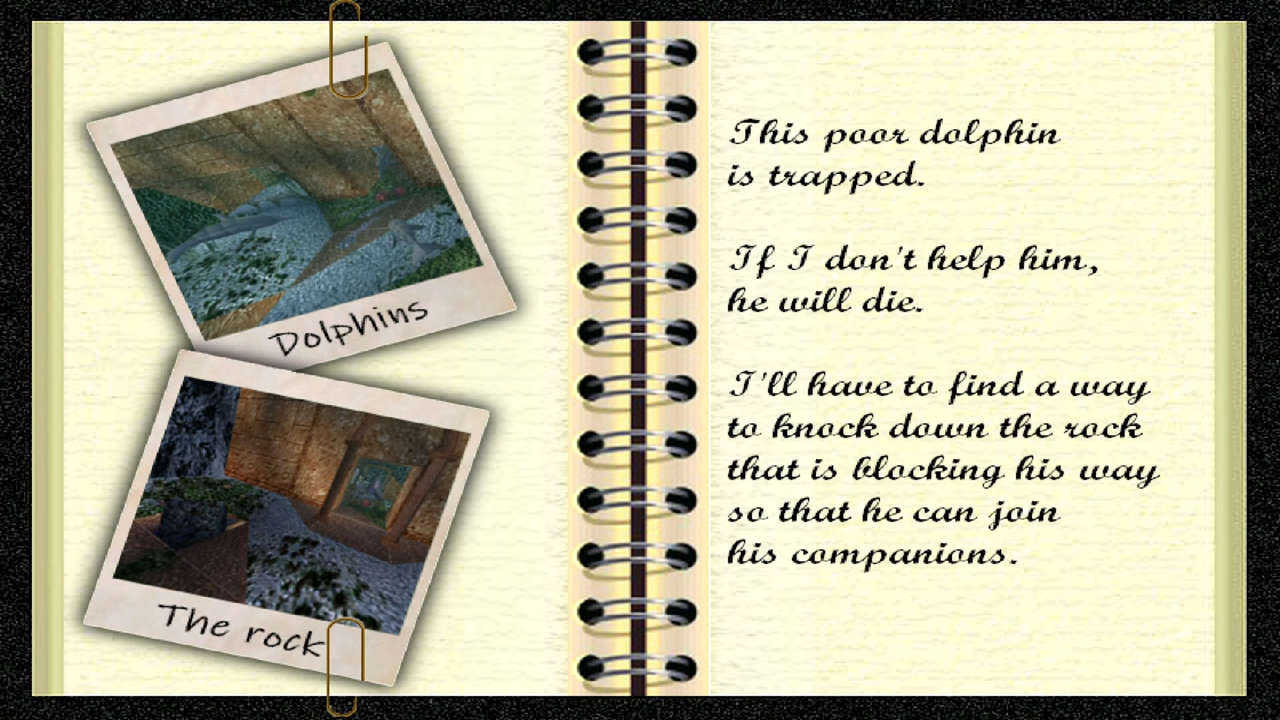 Dolphins
The rock
This poor dolphin
is trapped.
If I don't help him,
he will die.
I'll have to find a way
to knock down the rock
that is blocking his way
so that he can join
his companions.